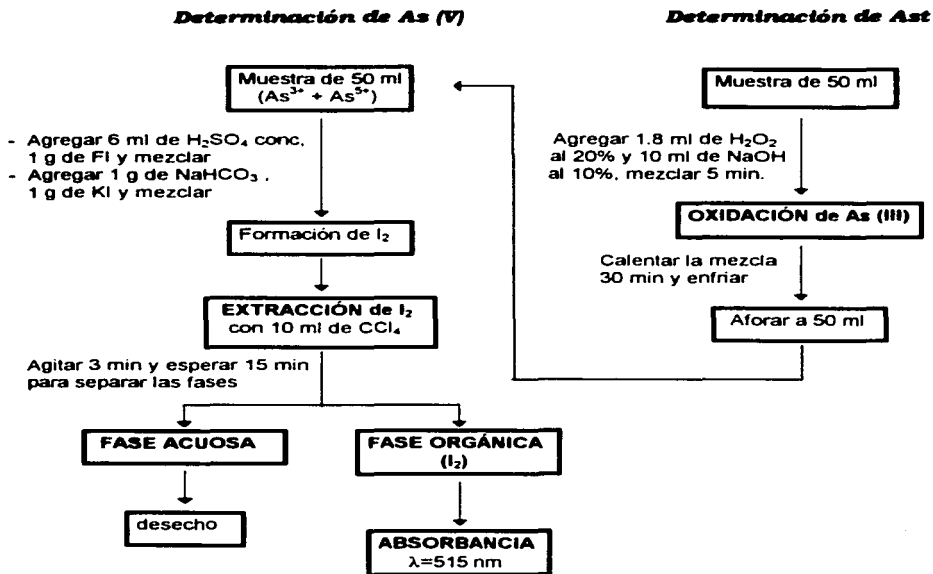 Determinación de As (V)
Muestra de 50 ml
(As³⁺ + As⁵⁺)
- Agregar 6 ml de H₂SO₄ conc,
1 g de FI y mezclar
- Agregar 1 g de NaHCO₃ ,
1 g de KI y mezclar
Formación de I₂
EXTRACCIÓN de I₂
con 10 ml de CCl₄
Agitar 3 min y esperar 15 min
para separar las fases
FASE ACUOSA
desecho
FASE ORGÁNICA
(I₂)
ABSORBANCIA
λ=515 nm
Determinación de Ast
Muestra de 50 ml
Agregar 1.8 ml de H₂O₂
al 20% y 10 ml de NaOH
al 10%, mezclar 5 min.
OXIDACIÓN de As (III)
Calentar la mezcla
30 min y enfriar
Aforar a 50 ml